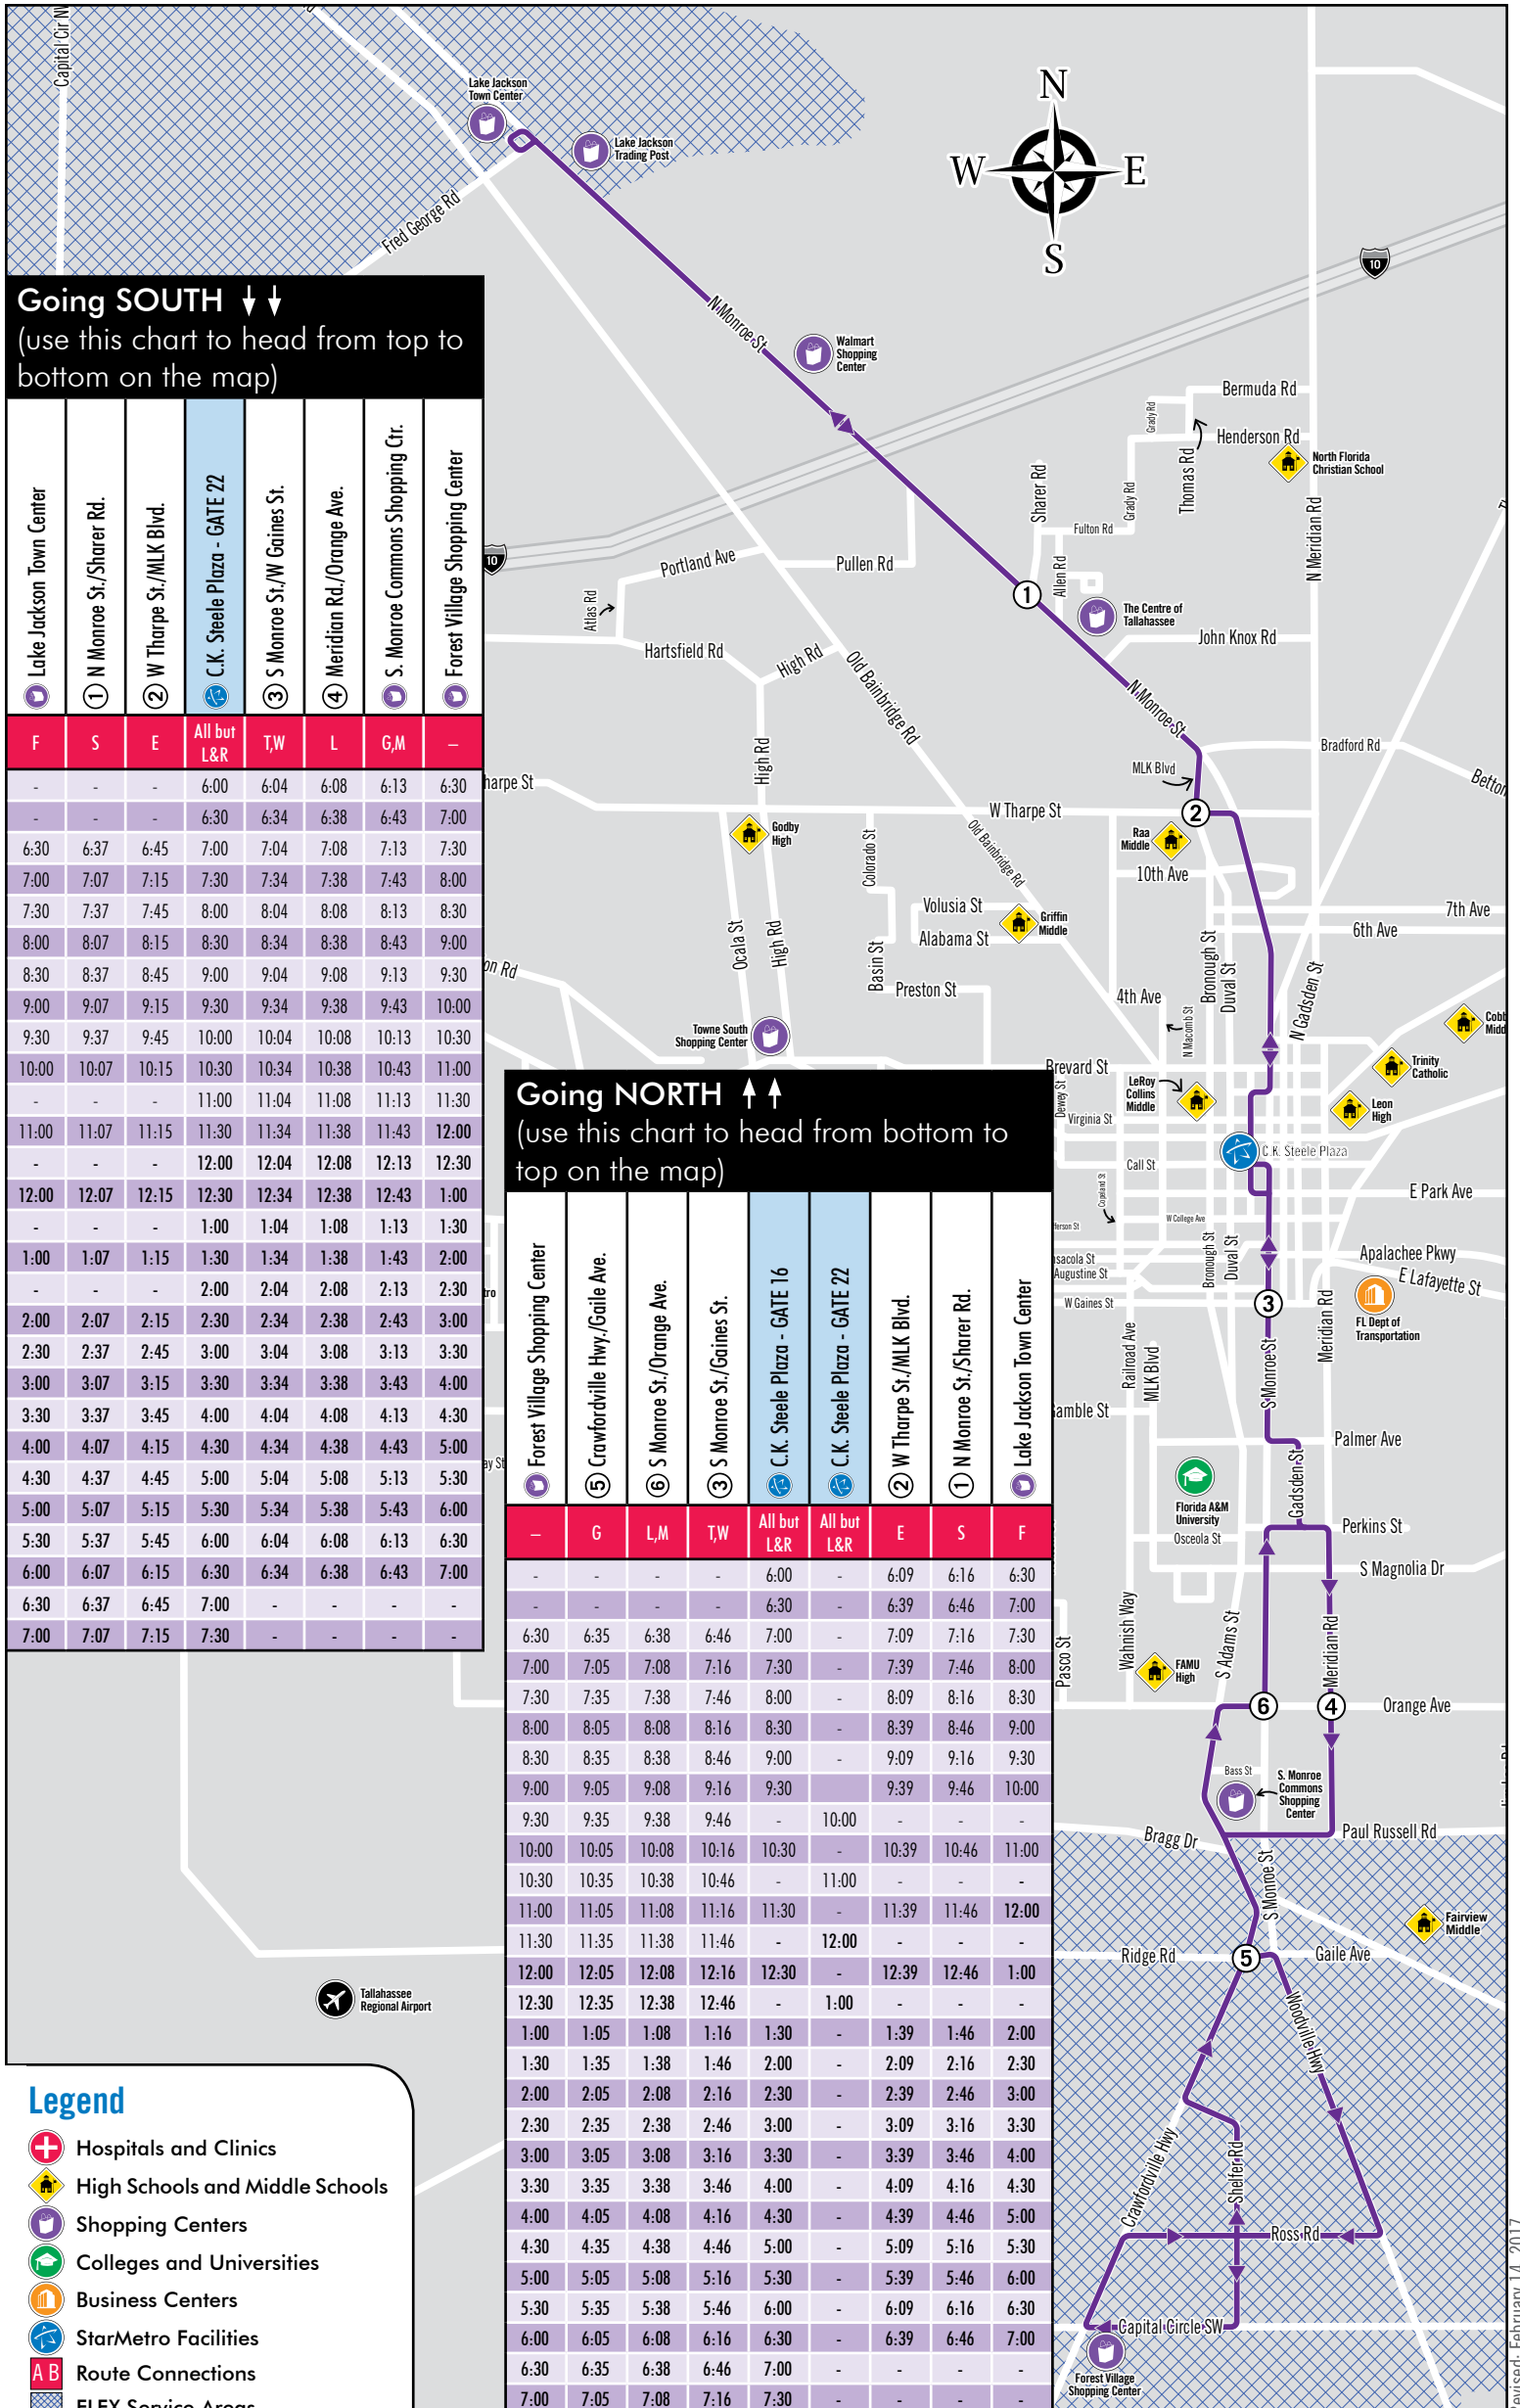 Capital Cir NW
Lake Jackson
Town Center
Lake Jackson
Trading Post
Fred George Rd
N
W
E
S
10
N Monroe St
Walmart
Shopping
Center
Bermuda Rd
Grady Rd
Henderson Rd
Thomas Rd
North Florida
Christian School
Sharer Rd
Grady Rd
Fulton Rd
Allen Rd
N Meridian Rd
10
Portland Ave
Pullen Rd
Atlas Rd
Hartsfield Rd
High Rd
Old Bainbridge Rd
1
The Centre of
Tallahassee
John Knox Rd
N Monroe St
Bradford Rd
MLK Blvd
High Rd
harpe St
W Tharpe St
2
Godby
High
Raa
Middle
10th Ave
Colorado St
Old Bainbridge Rd
Volusia St
Alabama St
Griffin
Middle
7th Ave
6th Ave
Ocala St
High Rd
Basin St
Preston St
4th Ave
Bronough St
Duval St
N Gadsden St
N Macomb St
Towne South
Shopping Center
Trinity
Catholic
Brevard St
LeRoy
Collins
Middle
Dewey St
Virginia St
Leon
High
C.K. Steele Plaza
Call St
Copeland St
E Park Ave
W College Ave
Bronough St
Duval St
Apalachee Pkwy
E Lafayette St
Augustine St
W Gaines St
3
FL Dept of
Transportation
Meridian Rd
Railroad Ave
MLK Blvd
S Monroe St
Palmer Ave
Gadsden St
Florida A&M
University
Osceola St
Perkins St
S Magnolia Dr
Wahnish Way
S Adams St
Meridian Rd
Pasco St
FAMU
High
6
4
Orange Ave
Bass St
S. Monroe
Commons
Shopping
Center
Bragg Dr
Paul Russell Rd
S Monroe St
Fairview
Middle
Ridge Rd
5
Gaile Ave
Woodville Hwy
Crawfordville Hwy
Shelfer Rd
Ross Rd
Capital Circle SW
Forest Village
Shopping Center
Tallahassee
Regional Airport
Going SOUTH
(use this chart to head from top to
bottom on the map)
Lake Jackson Town Center
1 N Monroe St./Sharer Rd.
2 W Tharpe St./MLK Blvd.
C.K. Steele Plaza - GATE 22
3 S Monroe St./W Gaines St.
4 Meridian Rd./Orange Ave.
S. Monroe Commons Shopping Ctr.
Forest Village Shopping Center
F S E All but L&R T,W L G,M –
- - - 6:00 6:04 6:08 6:13 6:30
- - - 6:30 6:34 6:38 6:43 7:00
6:30 6:37 6:45 7:00 7:04 7:08 7:13 7:30
7:00 7:07 7:15 7:30 7:34 7:38 7:43 8:00
7:30 7:37 7:45 8:00 8:04 8:08 8:13 8:30
8:00 8:07 8:15 8:30 8:34 8:38 8:43 9:00
8:30 8:37 8:45 9:00 9:04 9:08 9:13 9:30
9:00 9:07 9:15 9:30 9:34 9:38 9:43 10:00
9:30 9:37 9:45 10:00 10:04 10:08 10:13 10:30
10:00 10:07 10:15 10:30 10:34 10:38 10:43 11:00
- - - 11:00 11:04 11:08 11:13 11:30
11:00 11:07 11:15 11:30 11:34 11:38 11:43 12:00
- - - 12:00 12:04 12:08 12:13 12:30
12:00 12:07 12:15 12:30 12:34 12:38 12:43 1:00
- - - 1:00 1:04 1:08 1:13 1:30
1:00 1:07 1:15 1:30 1:34 1:38 1:43 2:00
- - - 2:00 2:04 2:08 2:13 2:30
2:00 2:07 2:15 2:30 2:34 2:38 2:43 3:00
2:30 2:37 2:45 3:00 3:04 3:08 3:13 3:30
3:00 3:07 3:15 3:30 3:34 3:38 3:43 4:00
3:30 3:37 3:45 4:00 4:04 4:08 4:13 4:30
4:00 4:07 4:15 4:30 4:34 4:38 4:43 5:00
4:30 4:37 4:45 5:00 5:04 5:08 5:13 5:30
5:00 5:07 5:15 5:30 5:34 5:38 5:43 6:00
5:30 5:37 5:45 6:00 6:04 6:08 6:13 6:30
6:00 6:07 6:15 6:30 6:34 6:38 6:43 7:00
6:30 6:37 6:45 7:00 - - - -
7:00 7:07 7:15 7:30 - - - -
Going NORTH
(use this chart to head from bottom to
top on the map)
Forest Village Shopping Center
5 Crawfordville Hwy./Gaile Ave.
6 S Monroe St./Orange Ave.
3 S Monroe St./Gaines St.
C.K. Steele Plaza - GATE 16
C.K. Steele Plaza - GATE 22
2 W Tharpe St./MLK Blvd.
1 N Monroe St./Sharer Rd.
Lake Jackson Town Center
– G L,M T,W All but L&R All but L&R E S F
- - - - 6:00 - 6:09 6:16 6:30
- - - - 6:30 - 6:39 6:46 7:00
6:30 6:35 6:38 6:46 7:00 - 7:09 7:16 7:30
7:00 7:05 7:08 7:16 7:30 - 7:39 7:46 8:00
7:30 7:35 7:38 7:46 8:00 - 8:09 8:16 8:30
8:00 8:05 8:08 8:16 8:30 - 8:39 8:46 9:00
8:30 8:35 8:38 8:46 9:00 - 9:09 9:16 9:30
9:00 9:05 9:08 9:16 9:30 - 9:39 9:46 10:00
9:30 9:35 9:38 9:46 - 10:00 - - -
10:00 10:05 10:08 10:16 10:30 - 10:39 10:46 11:00
10:30 10:35 10:38 10:46 - 11:00 - - -
11:00 11:05 11:08 11:16 11:30 - 11:39 11:46 12:00
11:30 11:35 11:38 11:46 - 12:00 - - -
12:00 12:05 12:08 12:16 12:30 - 12:39 12:46 1:00
12:30 12:35 12:38 12:46 - 1:00 - - -
1:00 1:05 1:08 1:16 1:30 - 1:39 1:46 2:00
1:30 1:35 1:38 1:46 2:00 - 2:09 2:16 2:30
2:00 2:05 2:08 2:16 2:30 - 2:39 2:46 3:00
2:30 2:35 2:38 2:46 3:00 - 3:09 3:16 3:30
3:00 3:05 3:08 3:16 3:30 - 3:39 3:46 4:00
3:30 3:35 3:38 3:46 4:00 - 4:09 4:16 4:30
4:00 4:05 4:08 4:16 4:30 - 4:39 4:46 5:00
4:30 4:35 4:38 4:46 5:00 - 5:09 5:16 5:30
5:00 5:05 5:08 5:16 5:30 - 5:39 5:46 6:00
5:30 5:35 5:38 5:46 6:00 - 6:09 6:16 6:30
6:00 6:05 6:08 6:16 6:30 - 6:39 6:46 7:00
6:30 6:35 6:38 6:46 7:00 - - - -
7:00 7:05 7:08 7:16 7:30 - - - -
Legend
Hospitals and Clinics
High Schools and Middle Schools
Shopping Centers
Colleges and Universities
Business Centers
StarMetro Facilities
A B Route Connections
FLEX Service Areas
February 14, 2017